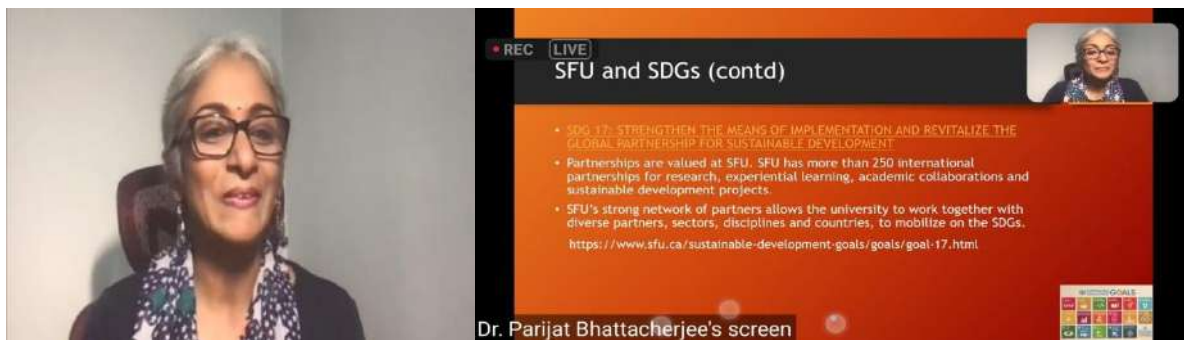 • REC LIVE
SFU and SDGs (contd)
• SDG 17: STRENGTHEN THE MEANS OF IMPLEMENTATION AND REVITALIZE THE
GLOBAL PARTNERSHIP FOR SUSTAINABLE DEVELOPMENT
• Partnerships are valued at SFU. SFU has more than 250 international
partnerships for research, experiential learning, academic collaborations and
sustainable development projects.
• SFU's strong network of partners allows the university to work together with
diverse partners, sectors, disciplines and countries, to mobilize on the SDGs.
https://www.sfu.ca/sustainable-development-goals/goals/goal-17.html
GOALS
Dr. Parijat Bhattacherjee's screen